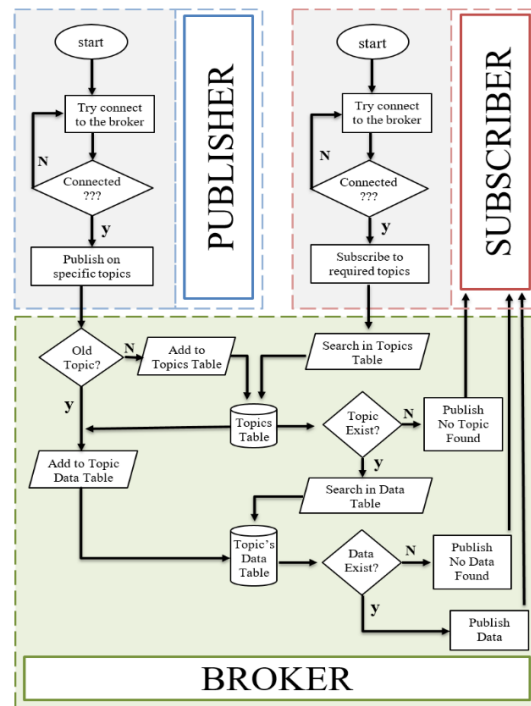 start
Try connect
to the broker
N
Connected
???
y
Publish on
specific topics
PUBLISHER
start
Try connect
to the broker
N
Connected
???
y
Subscribe to
required topics
SUBSCRIBER
Old
Topic?
N
Add to
Topics Table
Search in Topics
Table
y
Topics
Table
Topic
Exist?
N
Publish
No Topic
Found
Add to Topic
Data Table
y
Search in Data
Table
Topic's
Data
Table
Data
Exist?
N
Publish
No Data
Found
y
Publish
Data
BROKER